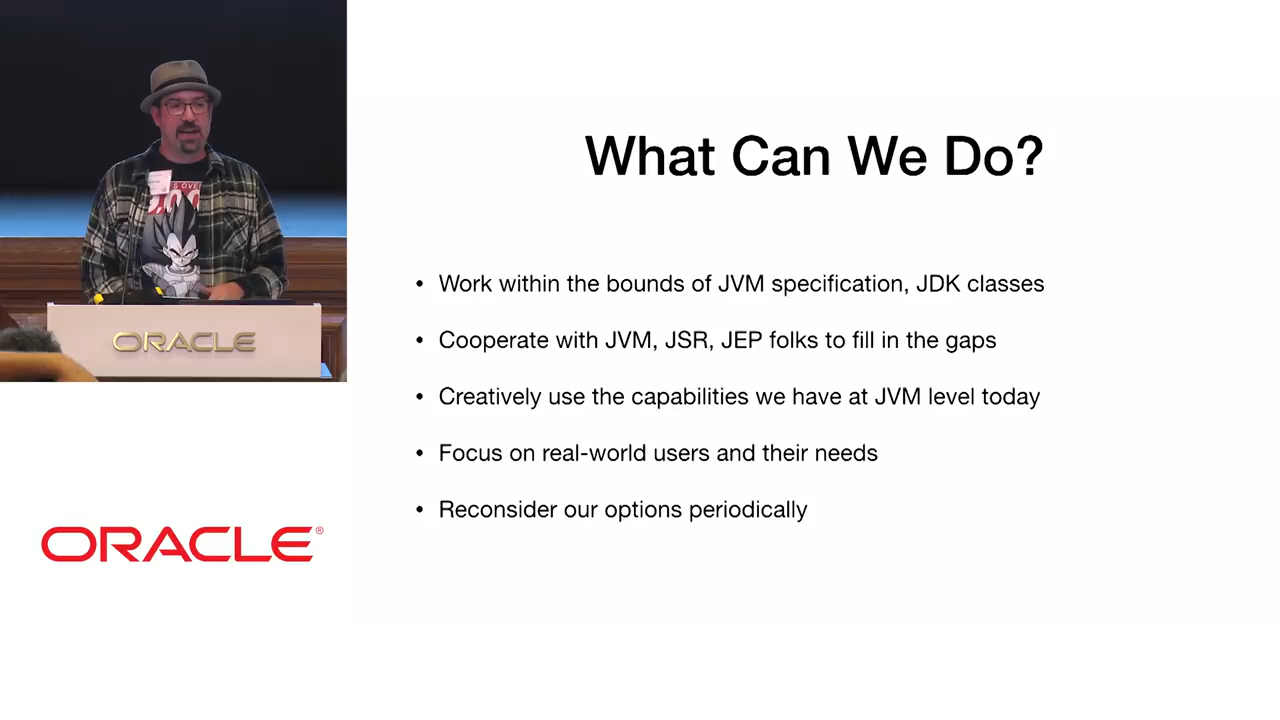 What Can We Do?
• Work within the bounds of JVM specification, JDK classes
• Cooperate with JVM, JSR, JEP folks to fill in the gaps
• Creatively use the capabilities we have at JVM level today
• Focus on real-world users and their needs
• Reconsider our options periodically
ORACLE
ORACLE®